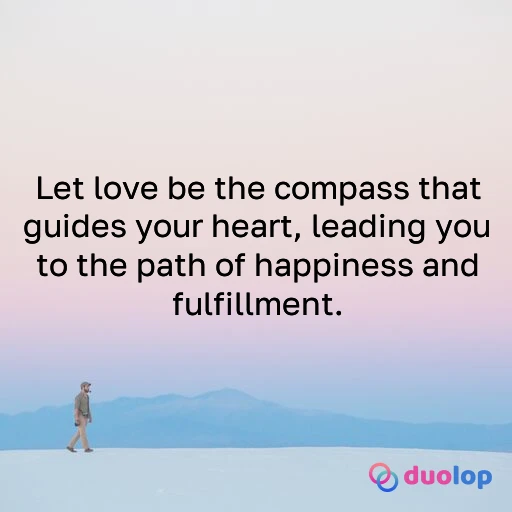 Let love be the compass that
guides your heart, leading you
to the path of happiness and
fulfillment.
duolop